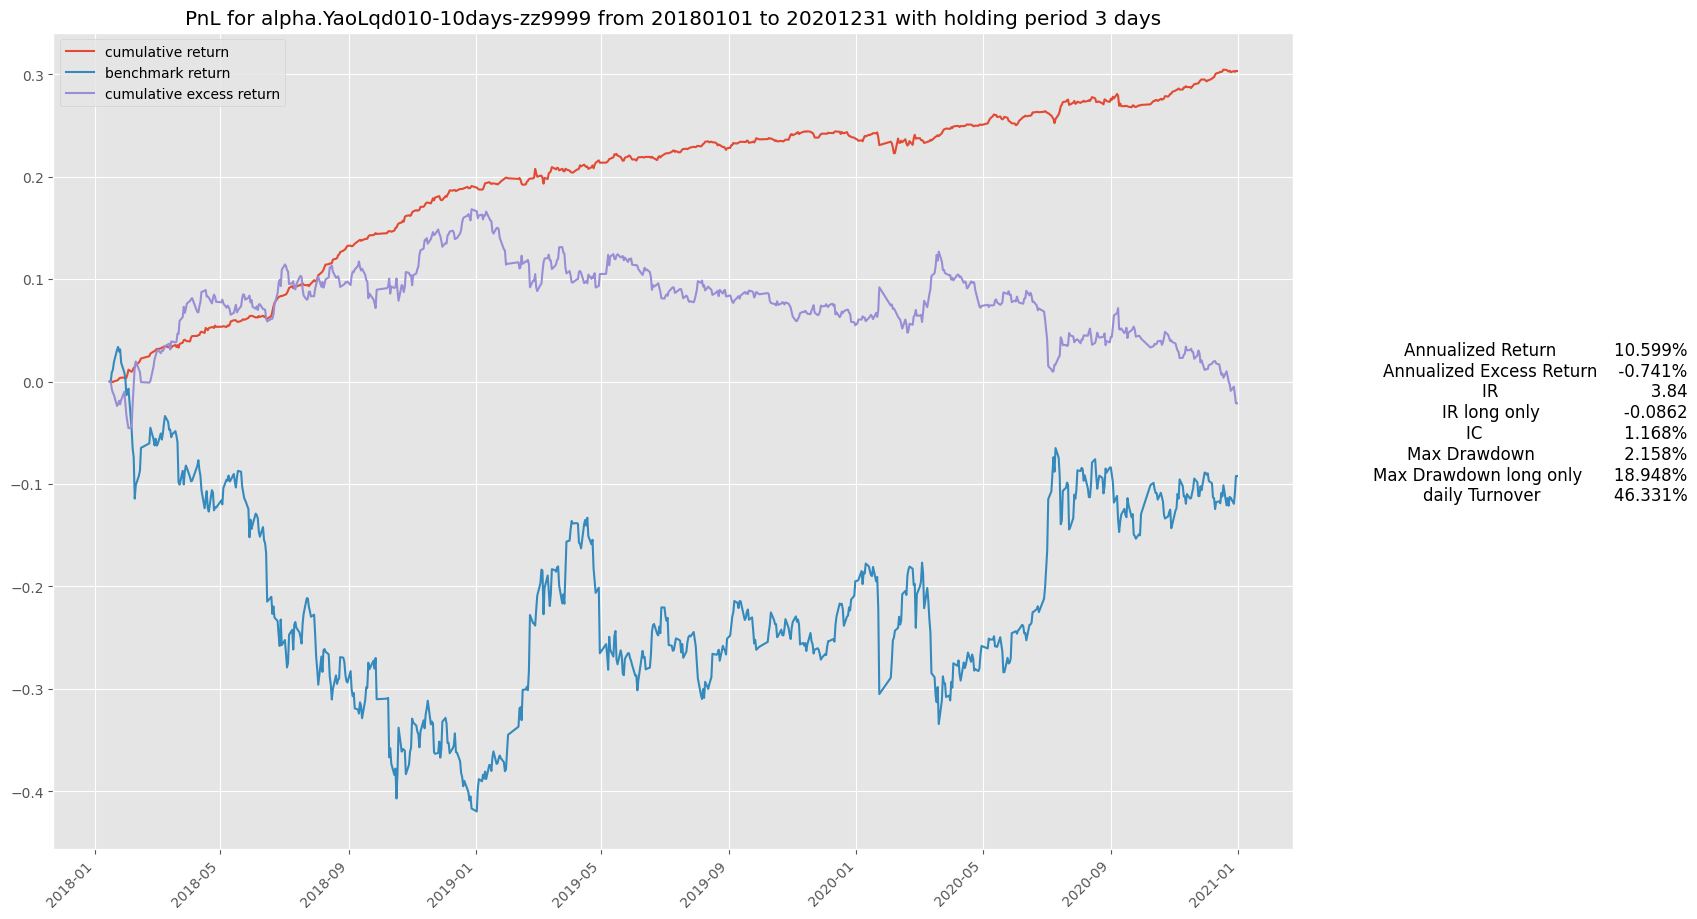 PnL for alpha.YaoLqd010-10days-zz9999 from 20180101 to 20201231 with holding period 3 days
cumulative return
benchmark return
cumulative excess return
0.3
0.2
0.1
0.0
−0.1
−0.2
−0.3
−0.4
2018-01
2018-05
2018-09
2019-01
2019-05
2019-09
2020-01
2020-05
2020-09
2021-01
Annualized Return 10.599%
Annualized Excess Return -0.741%
IR 3.84
IR long only -0.0862
IC 1.168%
Max Drawdown 2.158%
Max Drawdown long only 18.948%
daily Turnover 46.331%